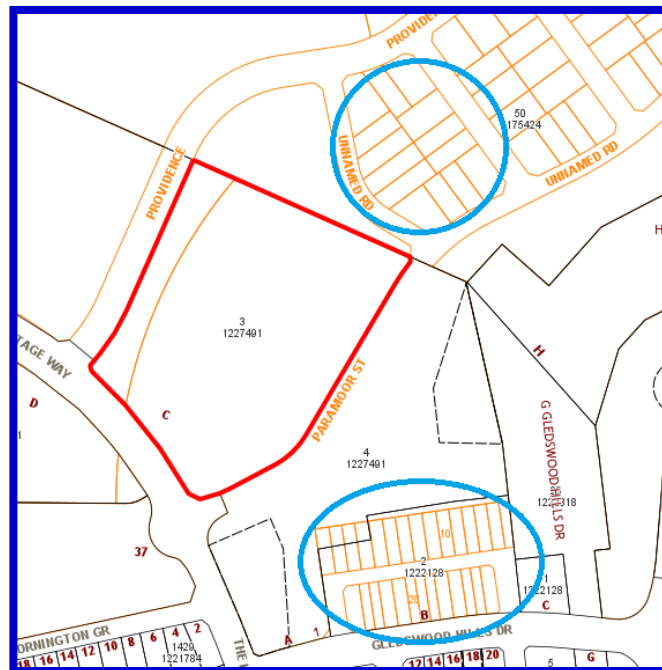 PROVIDENCE
PROVIDENCE
UNNAMED RD
50
UNNAMED RD
H
3
1227491
TAGE WAY
PARAMOOR ST
H
D
C
G GLEDSWOOD HILLS DR
4
1227491
10
37
2
1222128
1
1222128
20
B
C
A
1
GLEDSWOOD HILLS DR
ORNINGTON GR
18 16 14 12 10 8 6 4 2
1429
1221784
12 14 16 18 20
5
G